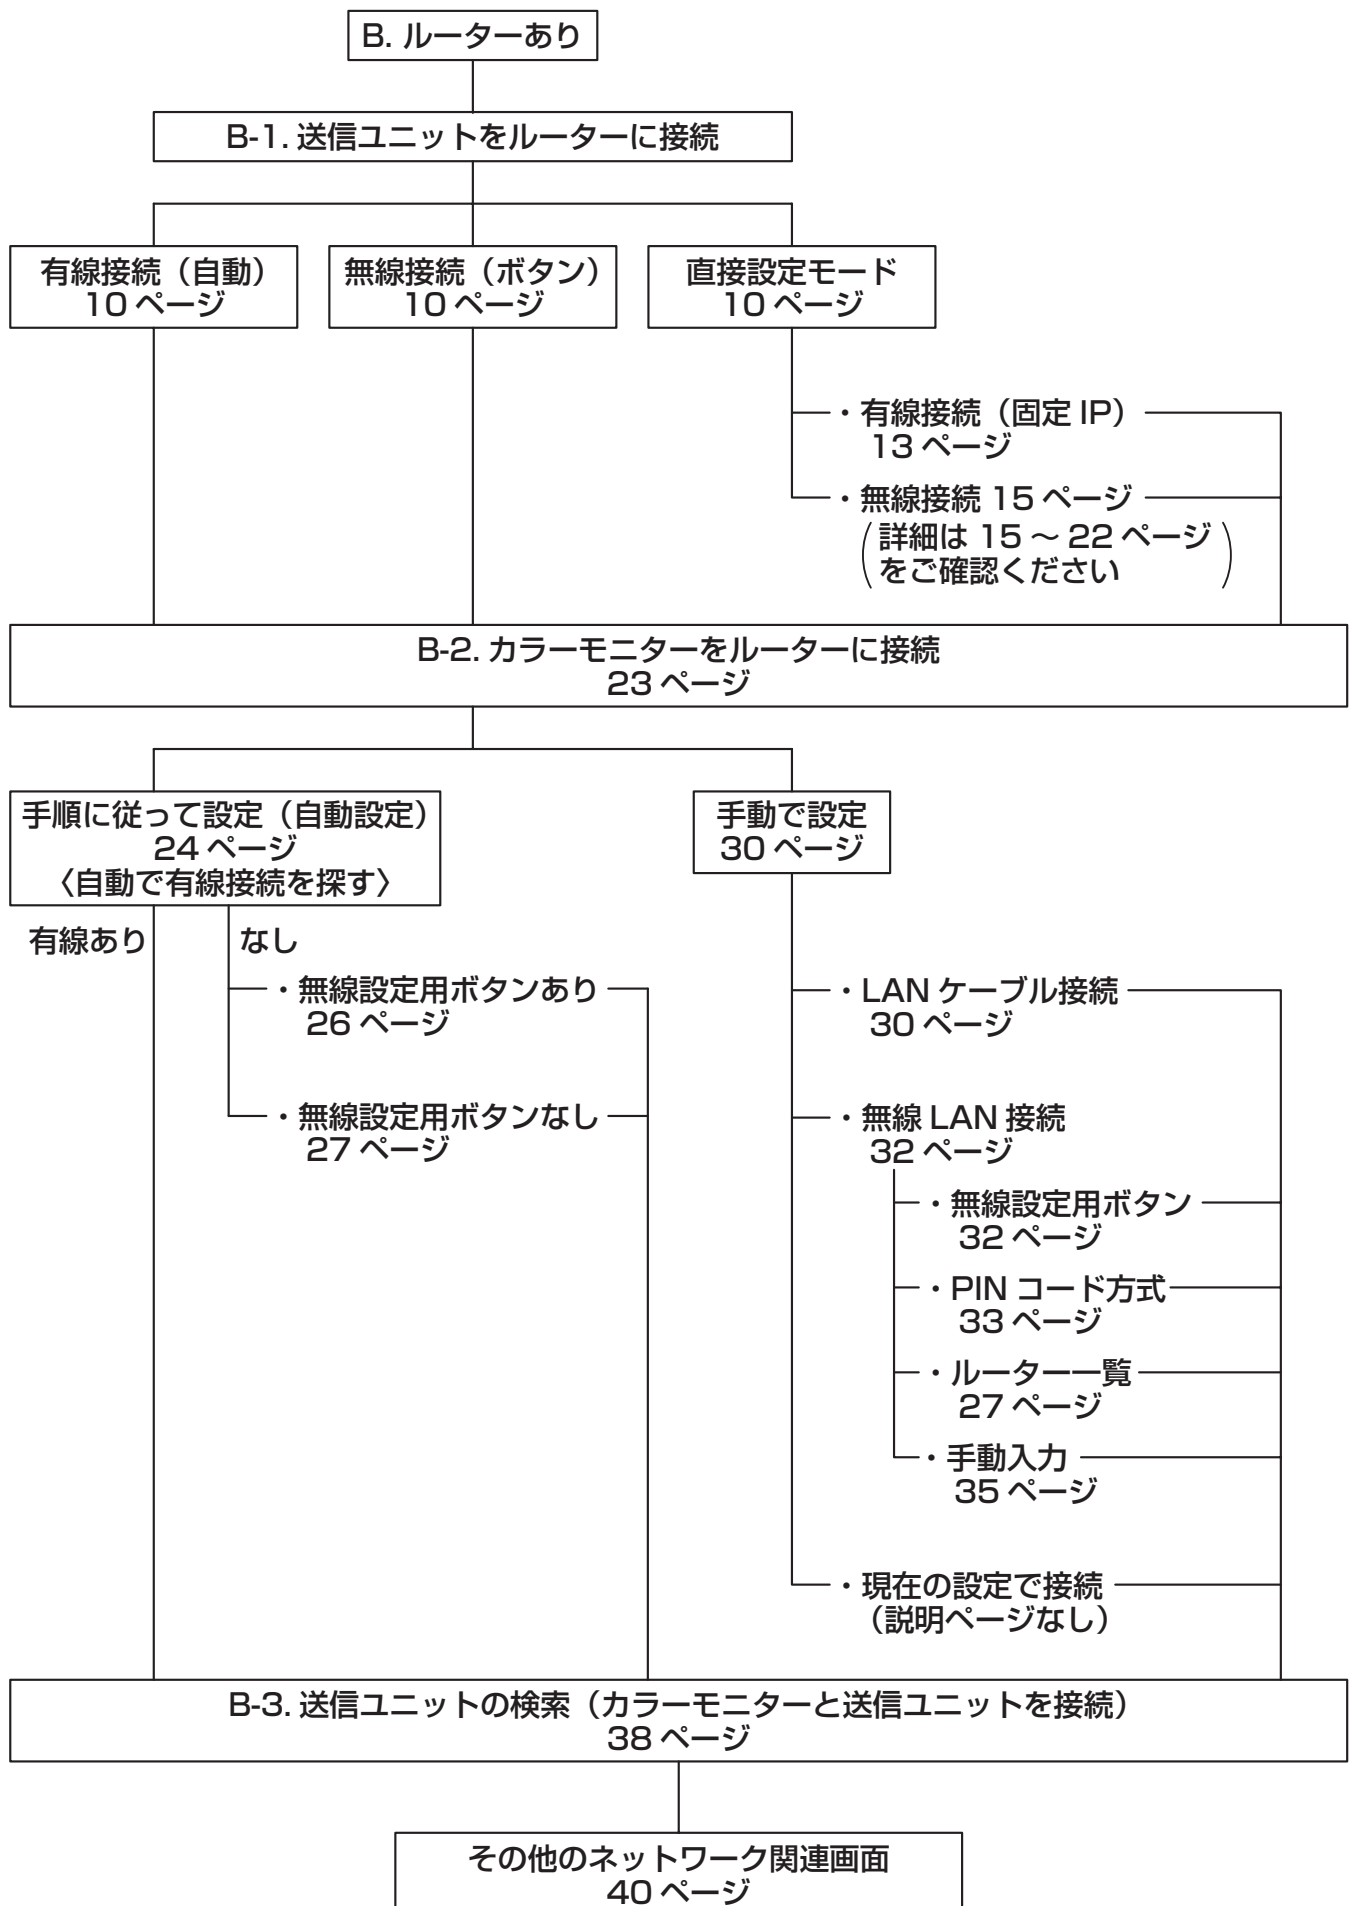 B. ルーターあり
B-1. 送信ユニットをルーターに接続
有線接続（自動）
10 ページ
無線接続（ボタン）
10 ページ
直接設定モード
10 ページ
・有線接続（固定 IP）
13 ページ
・無線接続 15 ページ
（詳細は 15 ～ 22 ページ
をご確認ください）
B-2. カラーモニターをルーターに接続
23 ページ
手順に従って設定（自動設定）
24 ページ
〈自動で有線接続を探す〉
手動で設定
30 ページ
有線あり
なし
・無線設定用ボタンあり
26 ページ
・無線設定用ボタンなし
27 ページ
・LAN ケーブル接続
30 ページ
・無線 LAN 接続
32 ページ
・無線設定用ボタン
32 ページ
・PIN コード方式
33 ページ
・ルーター一覧
27 ページ
・手動入力
35 ページ
・現在の設定で接続
（説明ページなし）
B-3. 送信ユニットの検索（カラーモニターと送信ユニットを接続）
38 ページ
その他のネットワーク関連画面
40 ページ